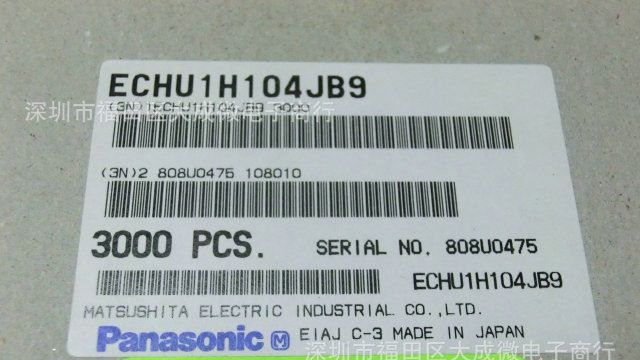 ECHU1H104JB9
(3N)1ECHU1H104JB9 3000
深圳市福田区大成微电子商行
(3N)2 808U0475 108010
3000 PCS. SERIAL NO. 808U0475
ECHU1H104JB9
MATSUSHITA ELECTRIC INDUSTRIAL CO.,LTD.
Panasonic M EIAJ C-3 MADE IN JAPAN
深圳市福田区大成微电子商行